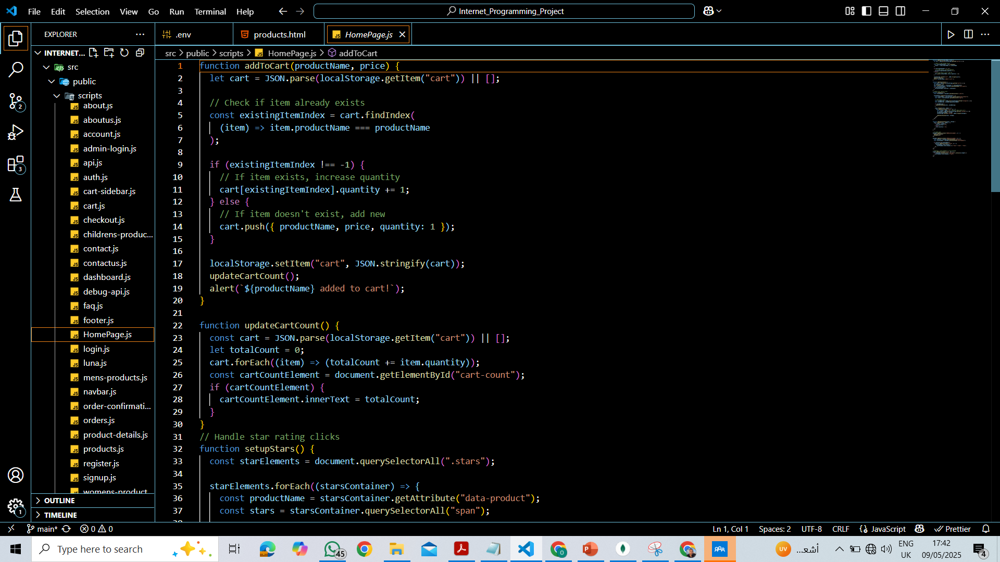 File Edit Selection View Go Run Terminal Help
Internet_Programming_Project
EXPLORER
INTERNET...
src
public
scripts
about.js
aboutus.js
account.js
admin-login.js
api.js
auth.js
cart-sidebar.js
cart.js
checkout.js
childrens-produc...
contact.js
contactus.js
dashboard.js
debug-api.js
faq.js
footer.js
HomePage.js
login.js
luna.js
mens-products.js
navbar.js
order-confirmati...
orders.js
product-details.js
products.js
register.js
signup.js
womens-product
OUTLINE
TIMELINE
2
3
1
.env
products.html
HomePage.js
src > public > scripts > HomePage.js > addToCart
1 function addToCart(productName, price) {
2 let cart = JSON.parse(localStorage.getItem("cart")) || [];
3
4 // Check if item already exists
5 const existingItemIndex = cart.findIndex(
6 (item) => item.productName === productName
7 );
8
9 if (existingItemIndex !== -1) {
10 // If item exists, increase quantity
11 cart[existingItemIndex].quantity += 1;
12 } else {
13 // If item doesn't exist, add new
14 cart.push({ productName, price, quantity: 1 });
15 }
16
17 localStorage.setItem("cart", JSON.stringify(cart));
18 updateCartCount();
19 alert(`${productName} added to cart!`);
20 }
21
22 function updateCartCount() {
23 const cart = JSON.parse(localStorage.getItem("cart")) || [];
24 let totalCount = 0;
25 cart.forEach((item) => (totalCount += item.quantity));
26 const cartCountElement = document.getElementById("cart-count");
27 if (cartCountElement) {
28 cartCountElement.innerText = totalCount;
29 }
30 }
31 // Handle star rating clicks
32 function setupStars() {
33 const starElements = document.querySelectorAll(".stars");
34
35 starElements.forEach((starsContainer) => {
36 const productName = starsContainer.getAttribute("data-product");
37 const stars = starsContainer.querySelectorAll("span");
main* 0 0
Ln 1, Col 1 Spaces: 2 UTF-8 CRLF {} JavaScript Prettier
Type here to search
45
UV
أشعـ...
ENG
UK
17:42
09/05/2025
4